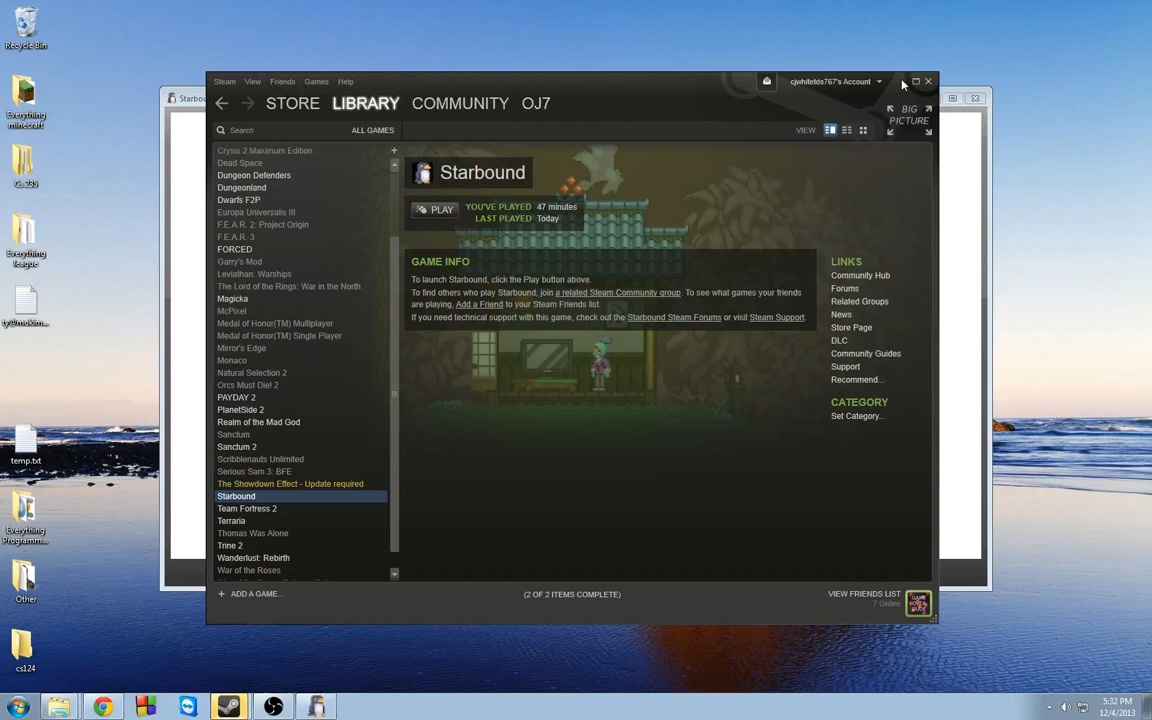 Recycle Bin
Everything
minecraft
Cs 235
Everything
league
ty@mokim...
temp.txt
Everything
Programm...
Other
cs124
Starbou
Steam View Friends Games Help
cjwhitefds767's Account
STORE LIBRARY COMMUNITY OJ7
BIG
PICTURE
Search ALL GAMES
VIEW
Crysis 2 Maximum Edition
Dead Space
Dungeon Defenders
Dungeonland
Dwarfs F2P
Europa Universalis III
F.E.A.R. 2: Project Origin
F.E.A.R. 3
FORCED
Garry's Mod
Leviathan: Warships
The Lord of the Rings: War in the North
Magicka
McPixel
Medal of Honor(TM) Multiplayer
Medal of Honor(TM) Single Player
Mirror's Edge
Monaco
Natural Selection 2
Orcs Must Die! 2
PAYDAY 2
PlanetSide 2
Realm of the Mad God
Sanctum
Sanctum 2
Scribblenauts Unlimited
Serious Sam 3: BFE
The Showdown Effect - Update required
Starbound
Team Fortress 2
Terraria
Thomas Was Alone
Trine 2
Wanderlust: Rebirth
War of the Roses
+ ADD A GAME...
Starbound
PLAY
YOU'VE PLAYED 47 minutes
LAST PLAYED Today
GAME INFO
To launch Starbound, click the Play button above.
To find others who play Starbound, join a related Steam Community group. To see what games your friends
are playing, Add a Friend to your Steam Friends list.
If you need technical support with this game, check out the Starbound Steam Forums or visit Steam Support.
LINKS
Community Hub
Forums
Related Groups
News
Store Page
DLC
Community Guides
Support
Recommend...
CATEGORY
Set Category...
(2 OF 2 ITEMS COMPLETE)
VIEW FRIENDS LIST
7 Online
5:32 PM
12/4/2013